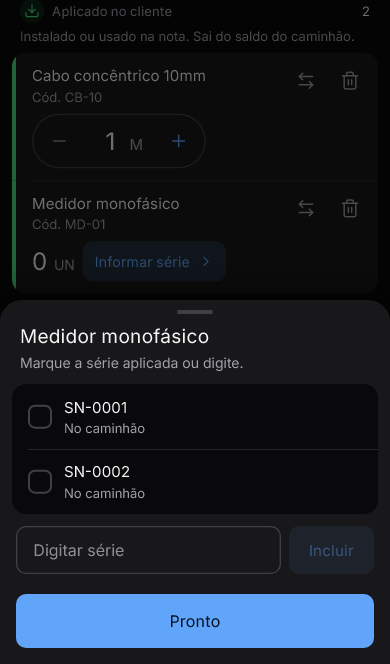 Aplicado no cliente 2
Instalado ou usado na nota. Sai do saldo do caminhão.
Cabo concêntrico 10mm
Cód. CB-10
− 1 M +
Medidor monofásico
Cód. MD-01
0 UN Informar série
Medidor monofásico
Marque a série aplicada ou digite.
SN-0001
No caminhão
SN-0002
No caminhão
Digitar série Incluir
Pronto